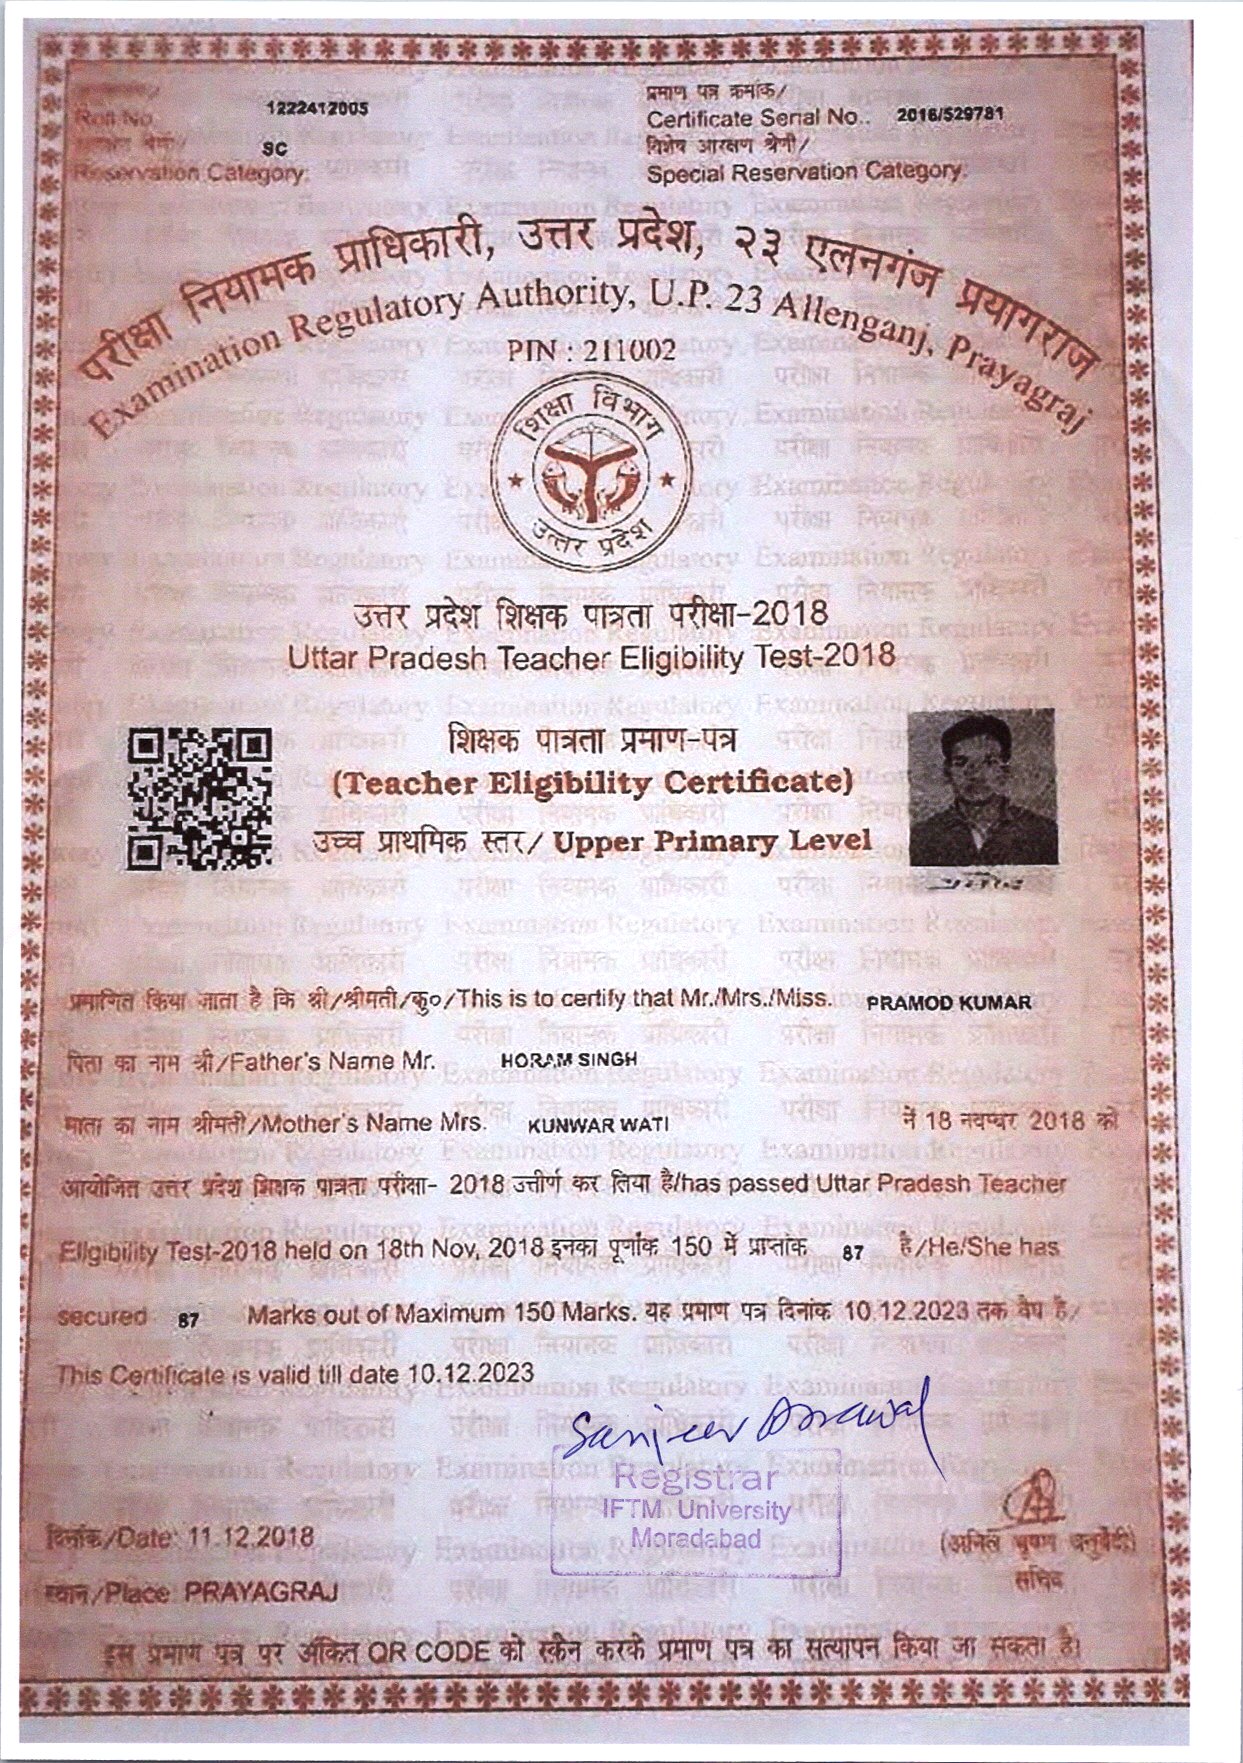 Roll No.
1222412005
SC
Reservation Category:
प्रमाण पत्र क्रमांक/
Certificate Serial No.: 2016/529781
विशेष आरक्षण श्रेणी/
Special Reservation Category:
परीक्षा नियामक प्राधिकारी, उत्तर प्रदेश, २३ एलनगंज प्रयागराज
Examination Regulatory Authority, U.P. 23 Allenganj, Prayagraj
PIN : 211002
शिक्षा विभाग
उत्तर प्रदेश
उत्तर प्रदेश शिक्षक पात्रता परीक्षा-2018
Uttar Pradesh Teacher Eligibility Test-2018
शिक्षक पात्रता प्रमाण-पत्र
(Teacher Eligibility Certificate)
उच्च प्राथमिक स्तर/ Upper Primary Level
प्रमाणित किया जाता है कि श्री/श्रीमती/कु०/This is to certify that Mr./Mrs./Miss. PRAMOD KUMAR
पिता का नाम श्री/Father's Name Mr. HORAM SINGH
माता का नाम श्रीमती/Mother's Name Mrs. KUNWAR WATI ने 18 नवम्बर 2018 को
आयोजित उत्तर प्रदेश शिक्षक पात्रता परीक्षा- 2018 उत्तीर्ण कर लिया है/has passed Uttar Pradesh Teacher
Eligibility Test-2018 held on 18th Nov, 2018 इनका पूर्णांक 150 में प्राप्तांक 87 है/He/She has
secured 87 Marks out of Maximum 150 Marks. यह प्रमाण पत्र दिनांक 10.12.2023 तक वैध है/
This Certificate is valid till date 10.12.2023
Registrar
IFTM University
Moradabad
दिनांक/Date: 11.12.2018
(अनिल भूषण चतुर्वेदी)
सचिव
स्थान/Place PRAYAGRAJ
इस प्रमाण पत्र पर अंकित QR CODE को स्कैन करके प्रमाण पत्र का सत्यापन किया जा सकता है।